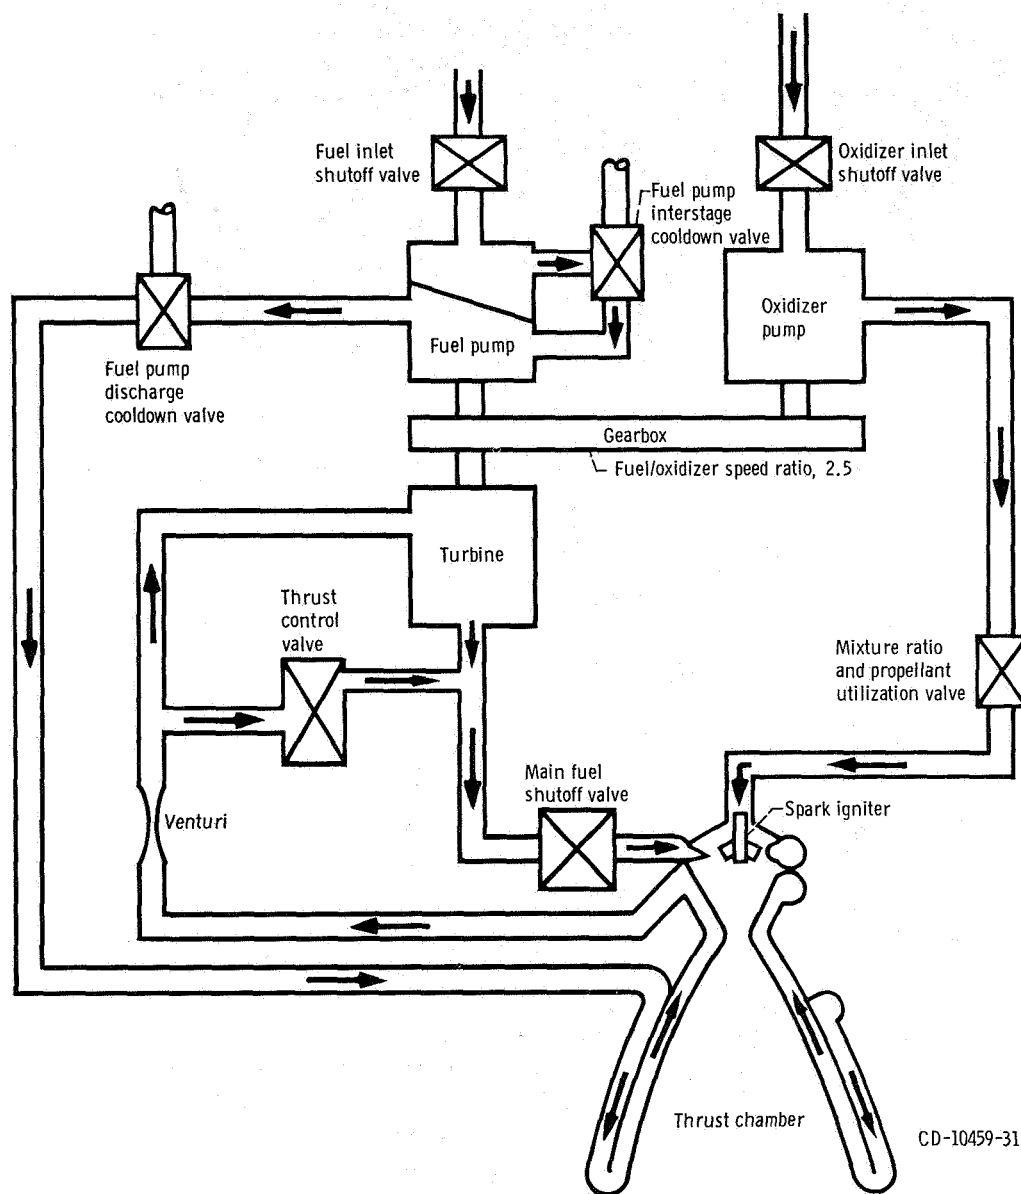 Fuel inlet
shutoff valve
Oxidizer inlet
shutoff valve
Fuel pump
interstage
cooldown valve
Oxidizer
pump
Fuel pump
Fuel pump
discharge
cooldown valve
Gearbox
Fuel/oxidizer speed ratio, 2.5
Turbine
Thrust
control
valve
Mixture ratio
and propellant
utilization valve
Main fuel
shutoff valve
Spark igniter
Venturi
Thrust chamber
CD-10459-31